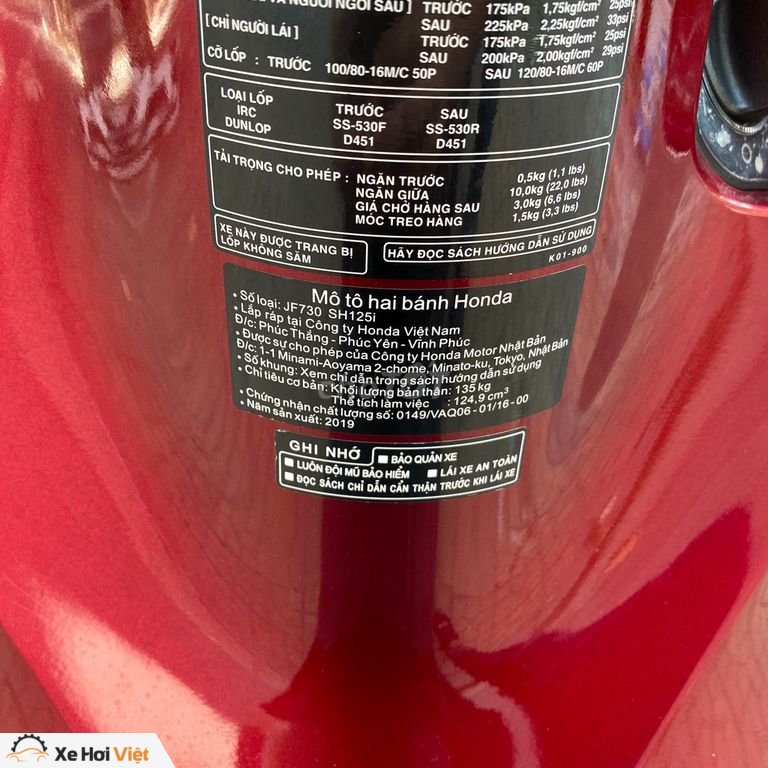 VÀ NGƯỜI NGỒI SAU ] TRƯỚC 175kPa 1,75kgf/cm² 25psi
SAU 225kPa 2,25kgf/cm² 33psi
[ CHỈ NGƯỜI LÁI ] TRƯỚC 175kPa 1,75kgf/cm² 25psi
SAU 200kPa 2,00kgf/cm² 29psi
CỠ LỐP : TRƯỚC 100/80-16M/C 50P SAU 120/80-16M/C 60P
LOẠI LỐP TRƯỚC SAU
IRC SS-530F SS-530R
DUNLOP D451 D451
TẢI TRỌNG CHO PHÉP : NGĂN TRƯỚC 0,5kg (1,1 lbs)
NGĂN GIỮA 10,0kg (22,0 lbs)
GIÁ CHỞ HÀNG SAU 3,0kg (6,6 lbs)
MÓC TREO HÀNG 1,5kg (3,3 lbs)
XE NÀY ĐƯỢC TRANG BỊ
LỐP KHÔNG SĂM
HÃY ĐỌC SÁCH HƯỚNG DẪN SỬ DỤNG
K01-900
Mô tô hai bánh Honda
• Số loại: JF730 SH125i
• Lắp ráp tại Công ty Honda Việt Nam
Đ/c: Phúc Thắng - Phúc Yên - Vĩnh Phúc
• Được sự cho phép của Công ty Honda Motor Nhật Bản
Đ/c: 1-1 Minami-Aoyama 2-chome, Minato-ku, Tokyo, Nhật Bản
• Số khung: Xem chỉ dẫn trong sách hướng dẫn sử dụng
• Chỉ tiêu cơ bản: Khối lượng bản thân: 135 kg
Thể tích làm việc : 124,9 cm³
• Chứng nhận chất lượng số: 0149/VAQ06 - 01/16 - 00
• Năm sản xuất: 2019
GHI NHỚ ■ BẢO QUẢN XE
■ LUÔN ĐỘI MŨ BẢO HIỂM ■ LÁI XE AN TOÀN
■ ĐỌC SÁCH CHỈ DẪN CẨN THẬN TRƯỚC KHI LÁI XE
Xe Hơi Việt